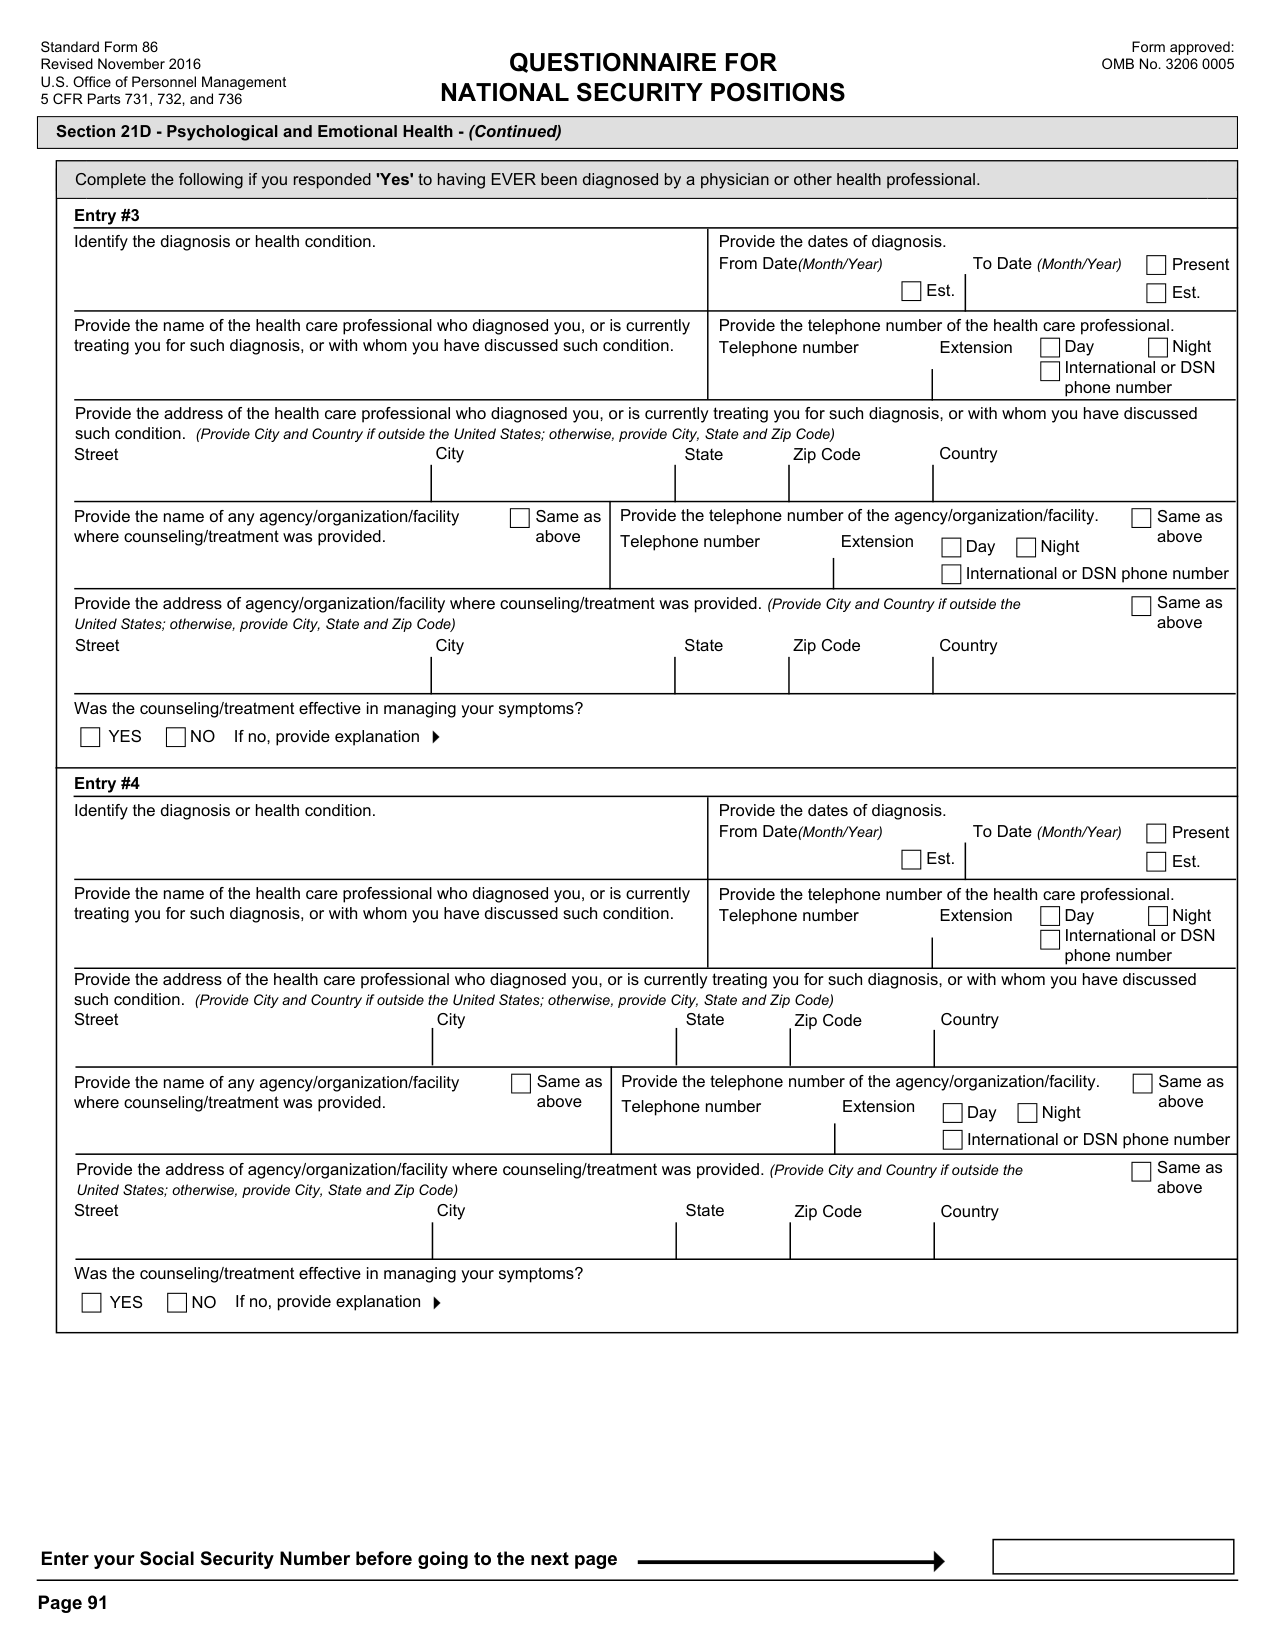 Standard Form 86
Revised November 2016
U.S. Office of Personnel Management
5 CFR Parts 731, 732, and 736
QUESTIONNAIRE FOR
NATIONAL SECURITY POSITIONS
Form approved:
OMB No. 3206 0005
Section 21D - Psychological and Emotional Health - (Continued)
Complete the following if you responded 'Yes' to having EVER been diagnosed by a physician or other health professional.
Entry #3
Identify the diagnosis or health condition.
Provide the dates of diagnosis.
From Date(Month/Year) To Date (Month/Year) Present
Est. Est.
Provide the name of the health care professional who diagnosed you, or is currently
treating you for such diagnosis, or with whom you have discussed such condition.
Provide the telephone number of the health care professional.
Telephone number Extension Day Night
International or DSN
phone number
Provide the address of the health care professional who diagnosed you, or is currently treating you for such diagnosis, or with whom you have discussed
such condition. (Provide City and Country if outside the United States; otherwise, provide City, State and Zip Code)
Street City State Zip Code Country
Provide the name of any agency/organization/facility
where counseling/treatment was provided.
Same as
above
Provide the telephone number of the agency/organization/facility.
Same as
above
Telephone number Extension Day Night
International or DSN phone number
Provide the address of agency/organization/facility where counseling/treatment was provided. (Provide City and Country if outside the
United States; otherwise, provide City, State and Zip Code)
Same as
above
Street City State Zip Code Country
Was the counseling/treatment effective in managing your symptoms?
YES NO If no, provide explanation
Entry #4
Identify the diagnosis or health condition.
Provide the dates of diagnosis.
From Date(Month/Year) To Date (Month/Year) Present
Est. Est.
Provide the name of the health care professional who diagnosed you, or is currently
treating you for such diagnosis, or with whom you have discussed such condition.
Provide the telephone number of the health care professional.
Telephone number Extension Day Night
International or DSN
phone number
Provide the address of the health care professional who diagnosed you, or is currently treating you for such diagnosis, or with whom you have discussed
such condition. (Provide City and Country if outside the United States; otherwise, provide City, State and Zip Code)
Street City State Zip Code Country
Provide the name of any agency/organization/facility
where counseling/treatment was provided.
Same as
above
Provide the telephone number of the agency/organization/facility.
Same as
above
Telephone number Extension Day Night
International or DSN phone number
Provide the address of agency/organization/facility where counseling/treatment was provided. (Provide City and Country if outside the
United States; otherwise, provide City, State and Zip Code)
Same as
above
Street City State Zip Code Country
Was the counseling/treatment effective in managing your symptoms?
YES NO If no, provide explanation
Enter your Social Security Number before going to the next page
Page 91